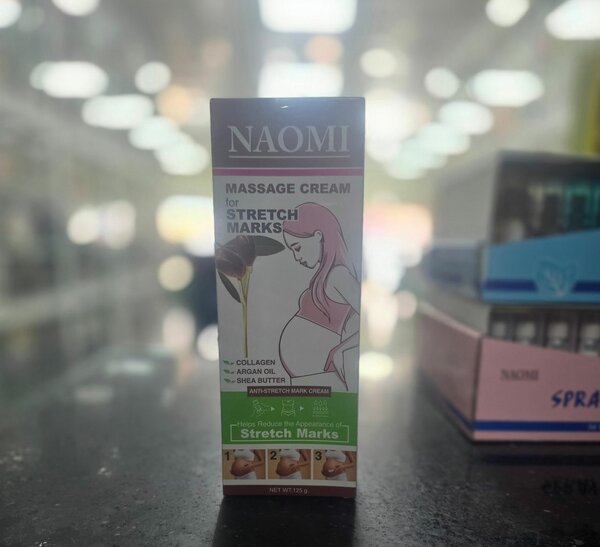 NAOMI
MASSAGE CREAM
for
STRETCH
MARKS
COLLAGEN
ARGAN OIL
SHEA BUTTER
ANTI-STRETCH MARK CREAM
Helps Reduce the Appearance of
Stretch Marks
1 2 3
NET WT.125 g
NAOMI
SPRA